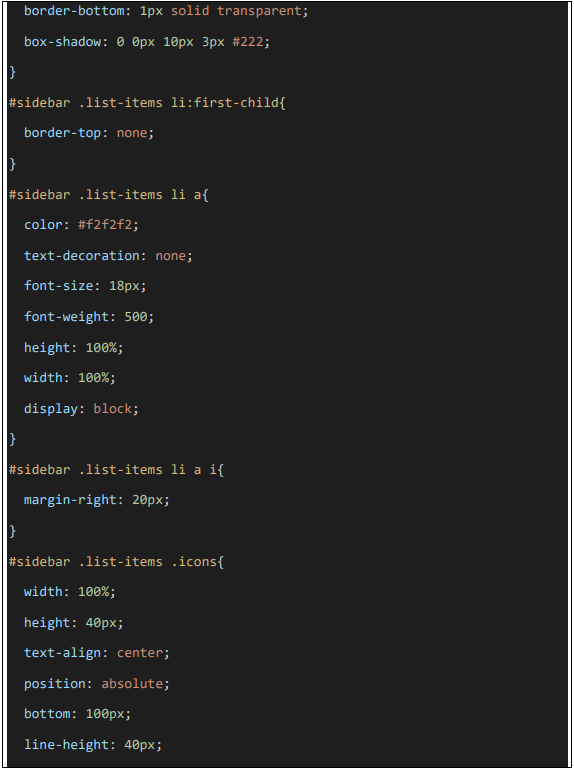 border-bottom: 1px solid transparent;
box-shadow: 0 0px 10px 3px #222;
}
#sidebar .list-items li:first-child{
border-top: none;
}
#sidebar .list-items li a{
color: #f2f2f2;
text-decoration: none;
font-size: 18px;
font-weight: 500;
height: 100%;
width: 100%;
display: block;
}
#sidebar .list-items li a i{
margin-right: 20px;
}
#sidebar .list-items .icons{
width: 100%;
height: 40px;
text-align: center;
position: absolute;
bottom: 100px;
line-height: 40px;